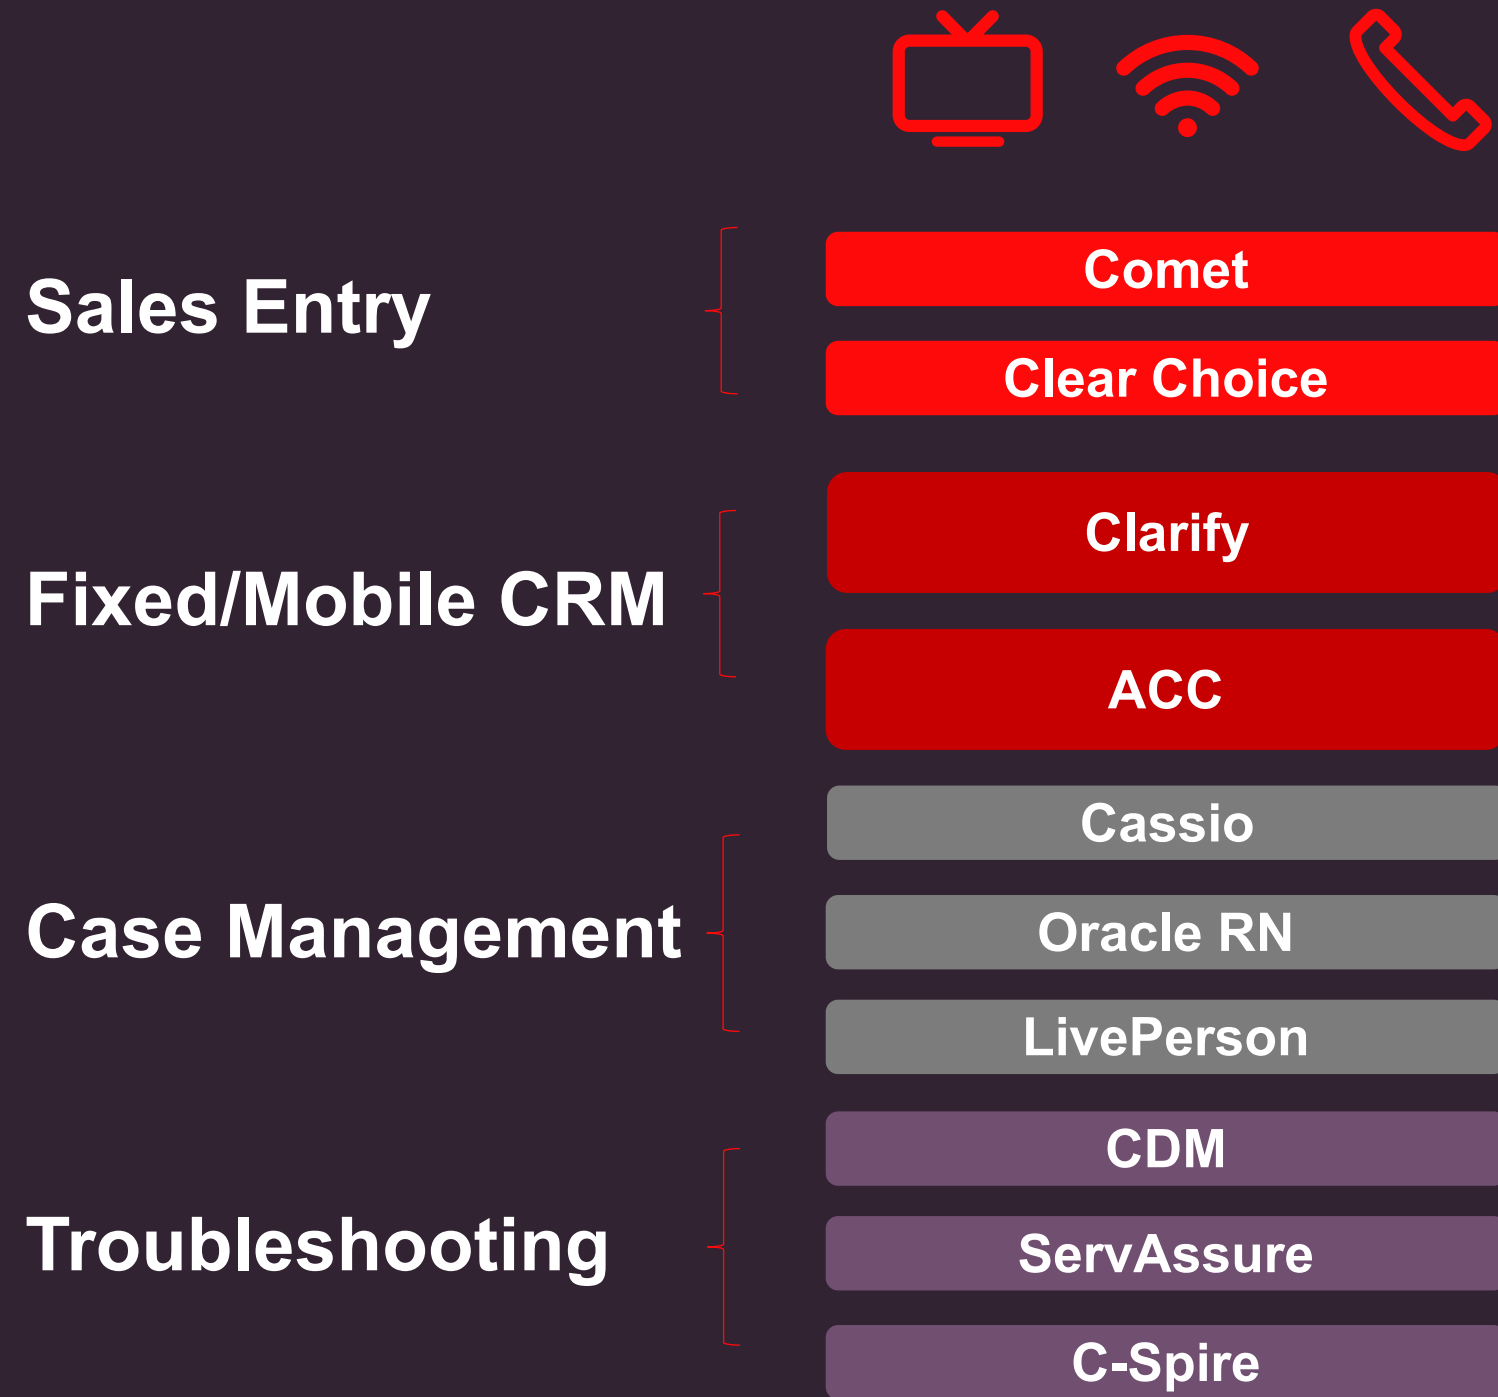 Sales Entry
Comet
Clear Choice
Fixed/Mobile CRM
Clarify
ACC
Case Management
Cassio
Oracle RN
LivePerson
Troubleshooting
CDM
ServAssure
C-Spire